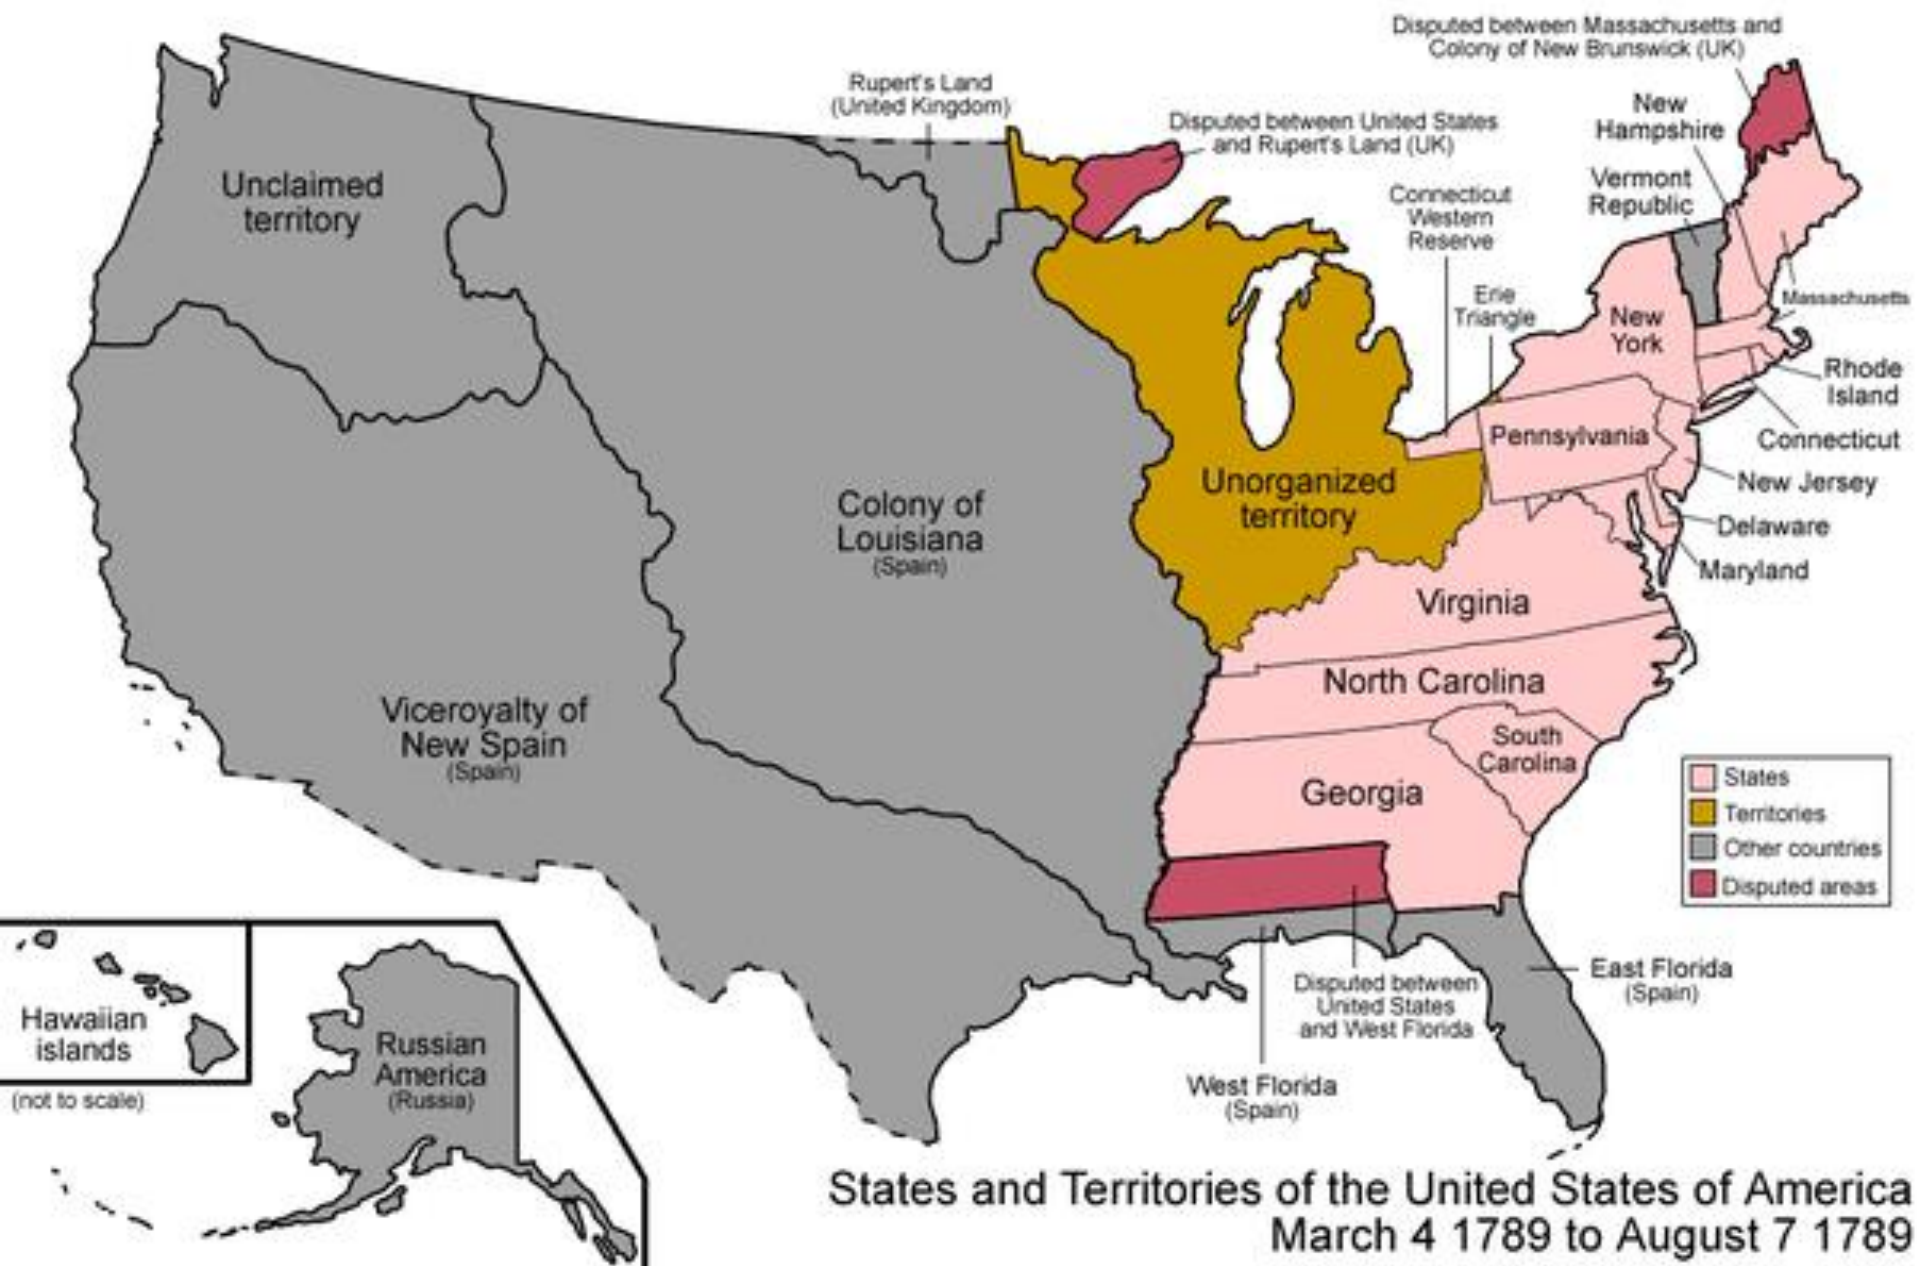 Disputed between Massachusetts and
Colony of New Brunswick (UK)
Rupert's Land
(United Kingdom)
New
Hampshire
Disputed between United States
and Rupert's Land (UK)
Vermont
Republic
Unclaimed
territory
Connecticut
Western
Reserve
Erie
Triangle
Massachusetts
New
York
Rhode
Island
Pennsylvania
Connecticut
Unorganized
territory
New Jersey
Colony of
Louisiana
(Spain)
Delaware
Maryland
Virginia
North Carolina
Viceroyalty of
New Spain
(Spain)
South
Carolina
Georgia
States
Territories
Other countries
Disputed areas
East Florida
(Spain)
Disputed between
United States
and West Florida
West Florida
(Spain)
Hawaiian
islands
(not to scale)
Russian
America
(Russia)
States and Territories of the United States of America
March 4 1789 to August 7 1789